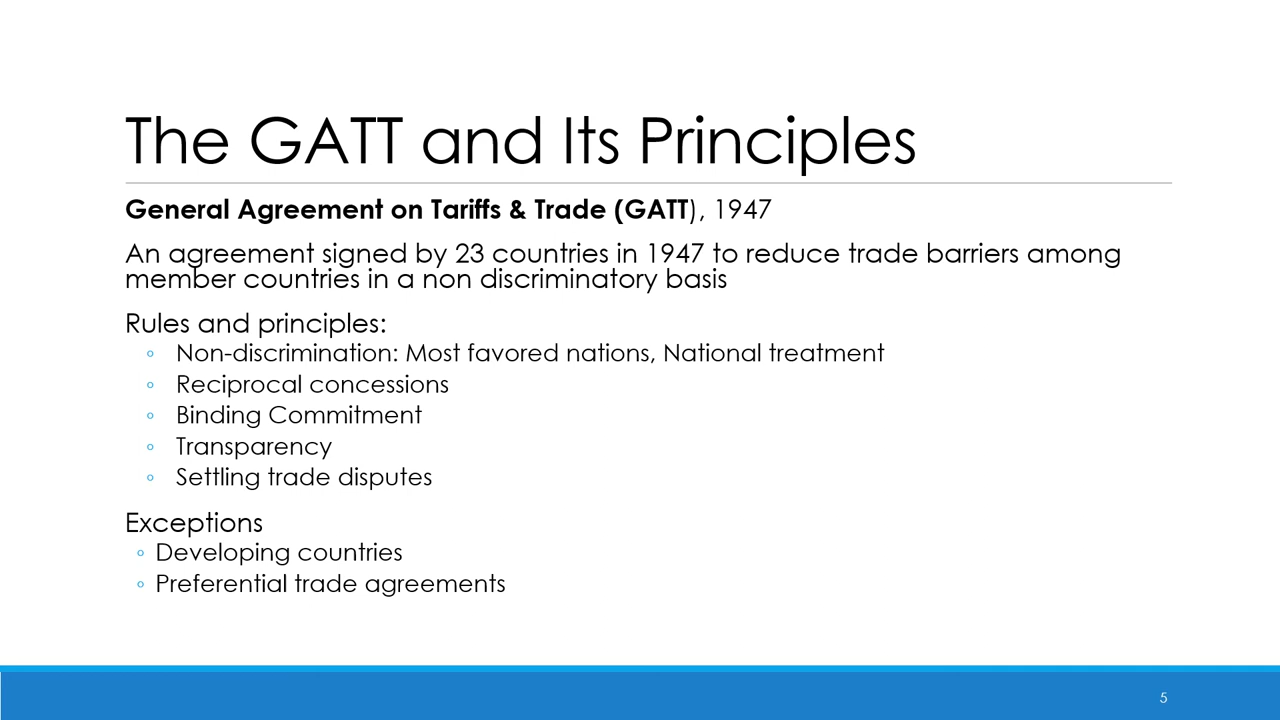 The GATT and Its Principles
General Agreement on Tariffs & Trade (GATT), 1947
An agreement signed by 23 countries in 1947 to reduce trade barriers among
member countries in a non discriminatory basis
Rules and principles:
◦ Non-discrimination: Most favored nations, National treatment
◦ Reciprocal concessions
◦ Binding Commitment
◦ Transparency
◦ Settling trade disputes
Exceptions
◦ Developing countries
◦ Preferential trade agreements
5